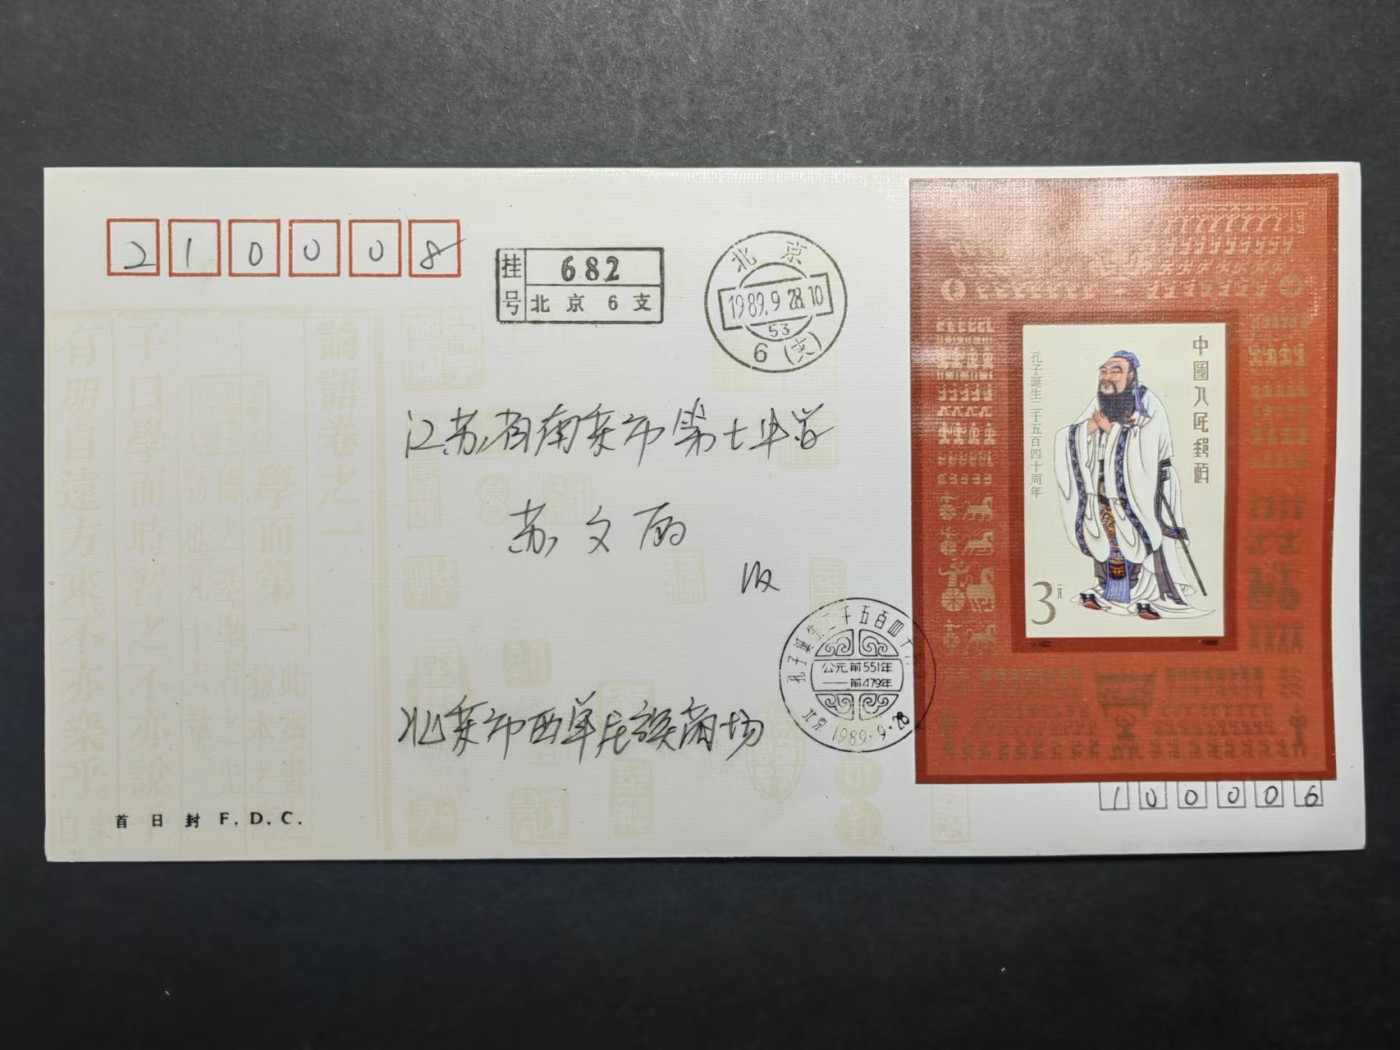 210008
挂号 682
北京 6 支
北京
1989.9.28.10
53
6(支)
江苏省南京市第七中学
苏文雨
收
北京市西单民族商场
孔子诞生二千五百四十
公元前551年
——前479年
北京 1989·9·28
中國人民郵政
孔子诞生二千五百四十周年
3元
100006
首日封 F.D.C.
論語卷之一
學而第一
子曰學而時習之不亦說乎
有朋自遠方來不亦樂乎